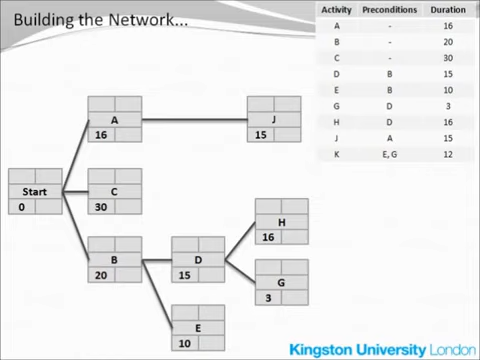 Building the Network...
Activity Preconditions Duration
A - 16
B - 20
C - 30
D B 15
E B 10
G D 3
H D 16
J A 15
K E, G 12
A
16
J
15
Start
0
C
30
H
16
B
20
D
15
G
3
E
10
Kingston University London